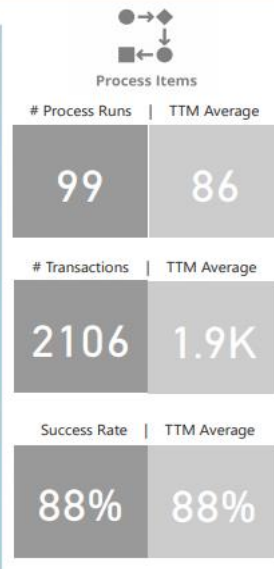 Process Items
# Process Runs | TTM Average
99 86
# Transactions | TTM Average
2106 1.9K
Success Rate | TTM Average
88% 88%